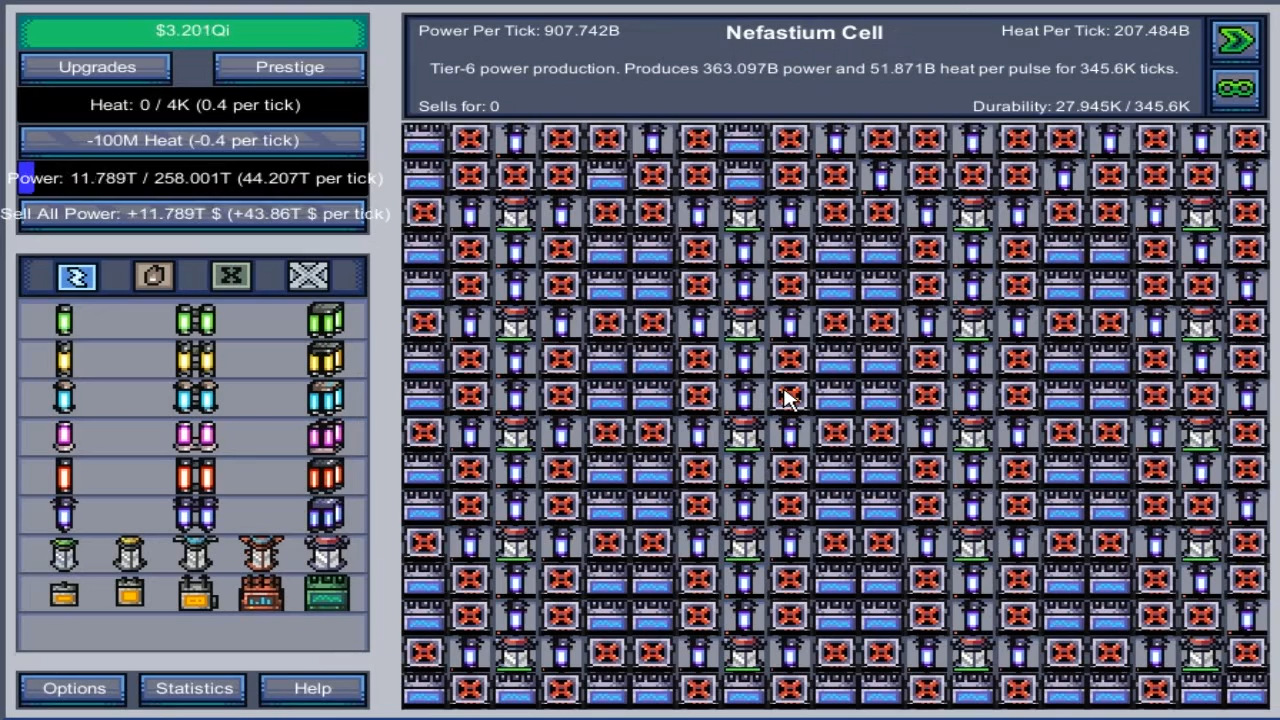 $3.201Qi
Upgrades
Prestige
Heat: 0 / 4K (0.4 per tick)
-100M Heat (-0.4 per tick)
Power: 11.789T / 258.001T (44.207T per tick)
Sell All Power: +11.789T $ (+43.86T $ per tick)
Options
Statistics
Help
Power Per Tick: 907.742B
Nefastium Cell
Heat Per Tick: 207.484B
Tier-6 power production. Produces 363.097B power and 51.871B heat per pulse for 345.6K ticks.
Sells for: 0
Durability: 27.945K / 345.6K